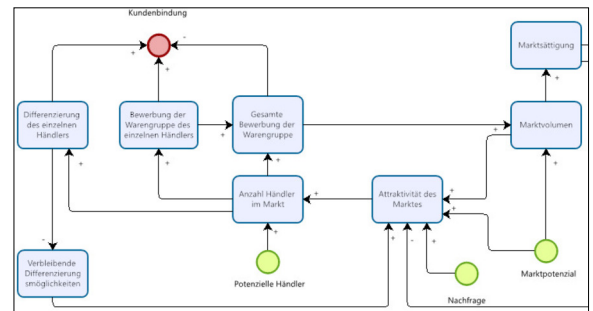 Kundenbindung
Marktsättigung
Differenzierung
des einzelnen
Händlers
Bewerbung der
Warengruppe des
einzelnen Händlers
Gesamte
Bewerbung der
Warengruppe
Marktvolumen
Anzahl Händler
im Markt
Attraktivität des
Marktes
Verbleibende
Differenzierung
smöglichkeiten
Potenzielle Händler
Nachfrage
Marktpotenzial